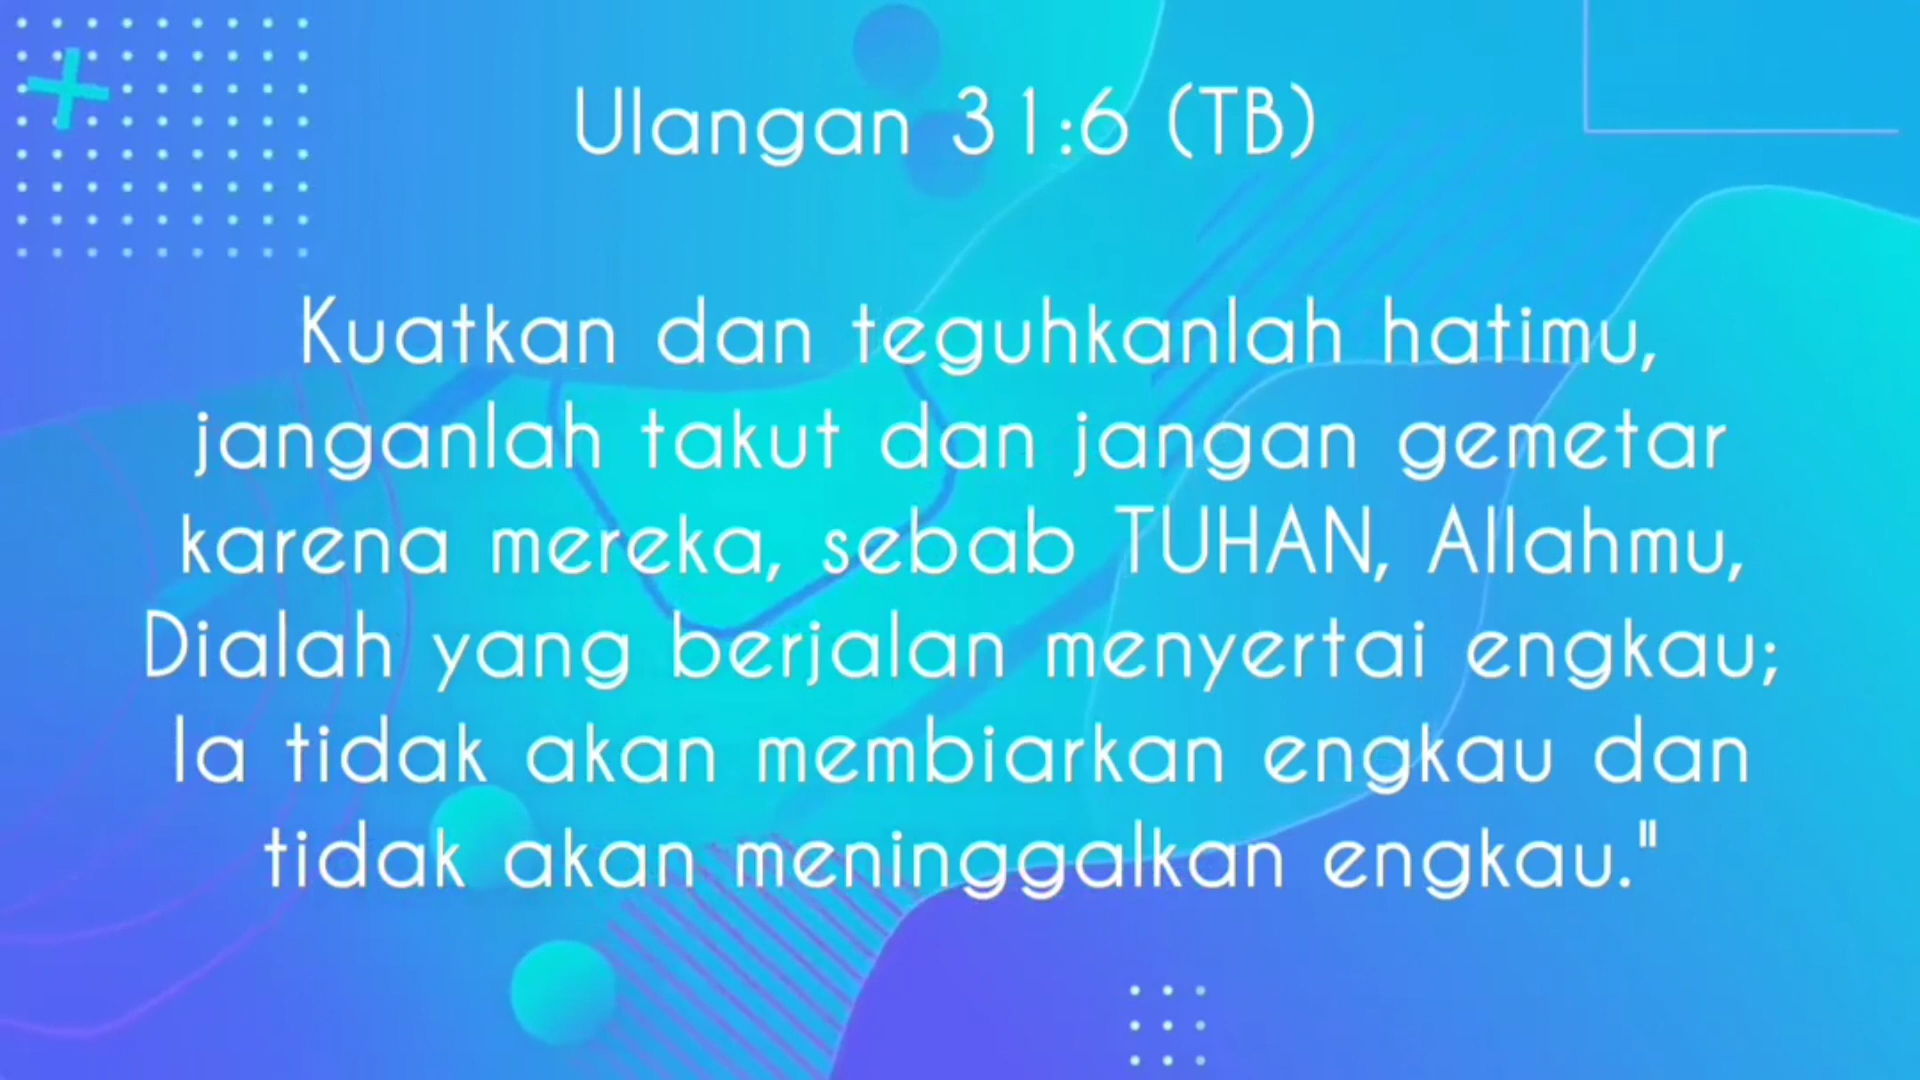 Ulangan 31:6 (TB)
Kuatkan dan teguhkanlah hatimu,
janganlah takut dan jangan gemetar
karena mereka, sebab TUHAN, Allahmu,
Dialah yang berjalan menyertai engkau;
Ia tidak akan membiarkan engkau dan
tidak akan meninggalkan engkau."